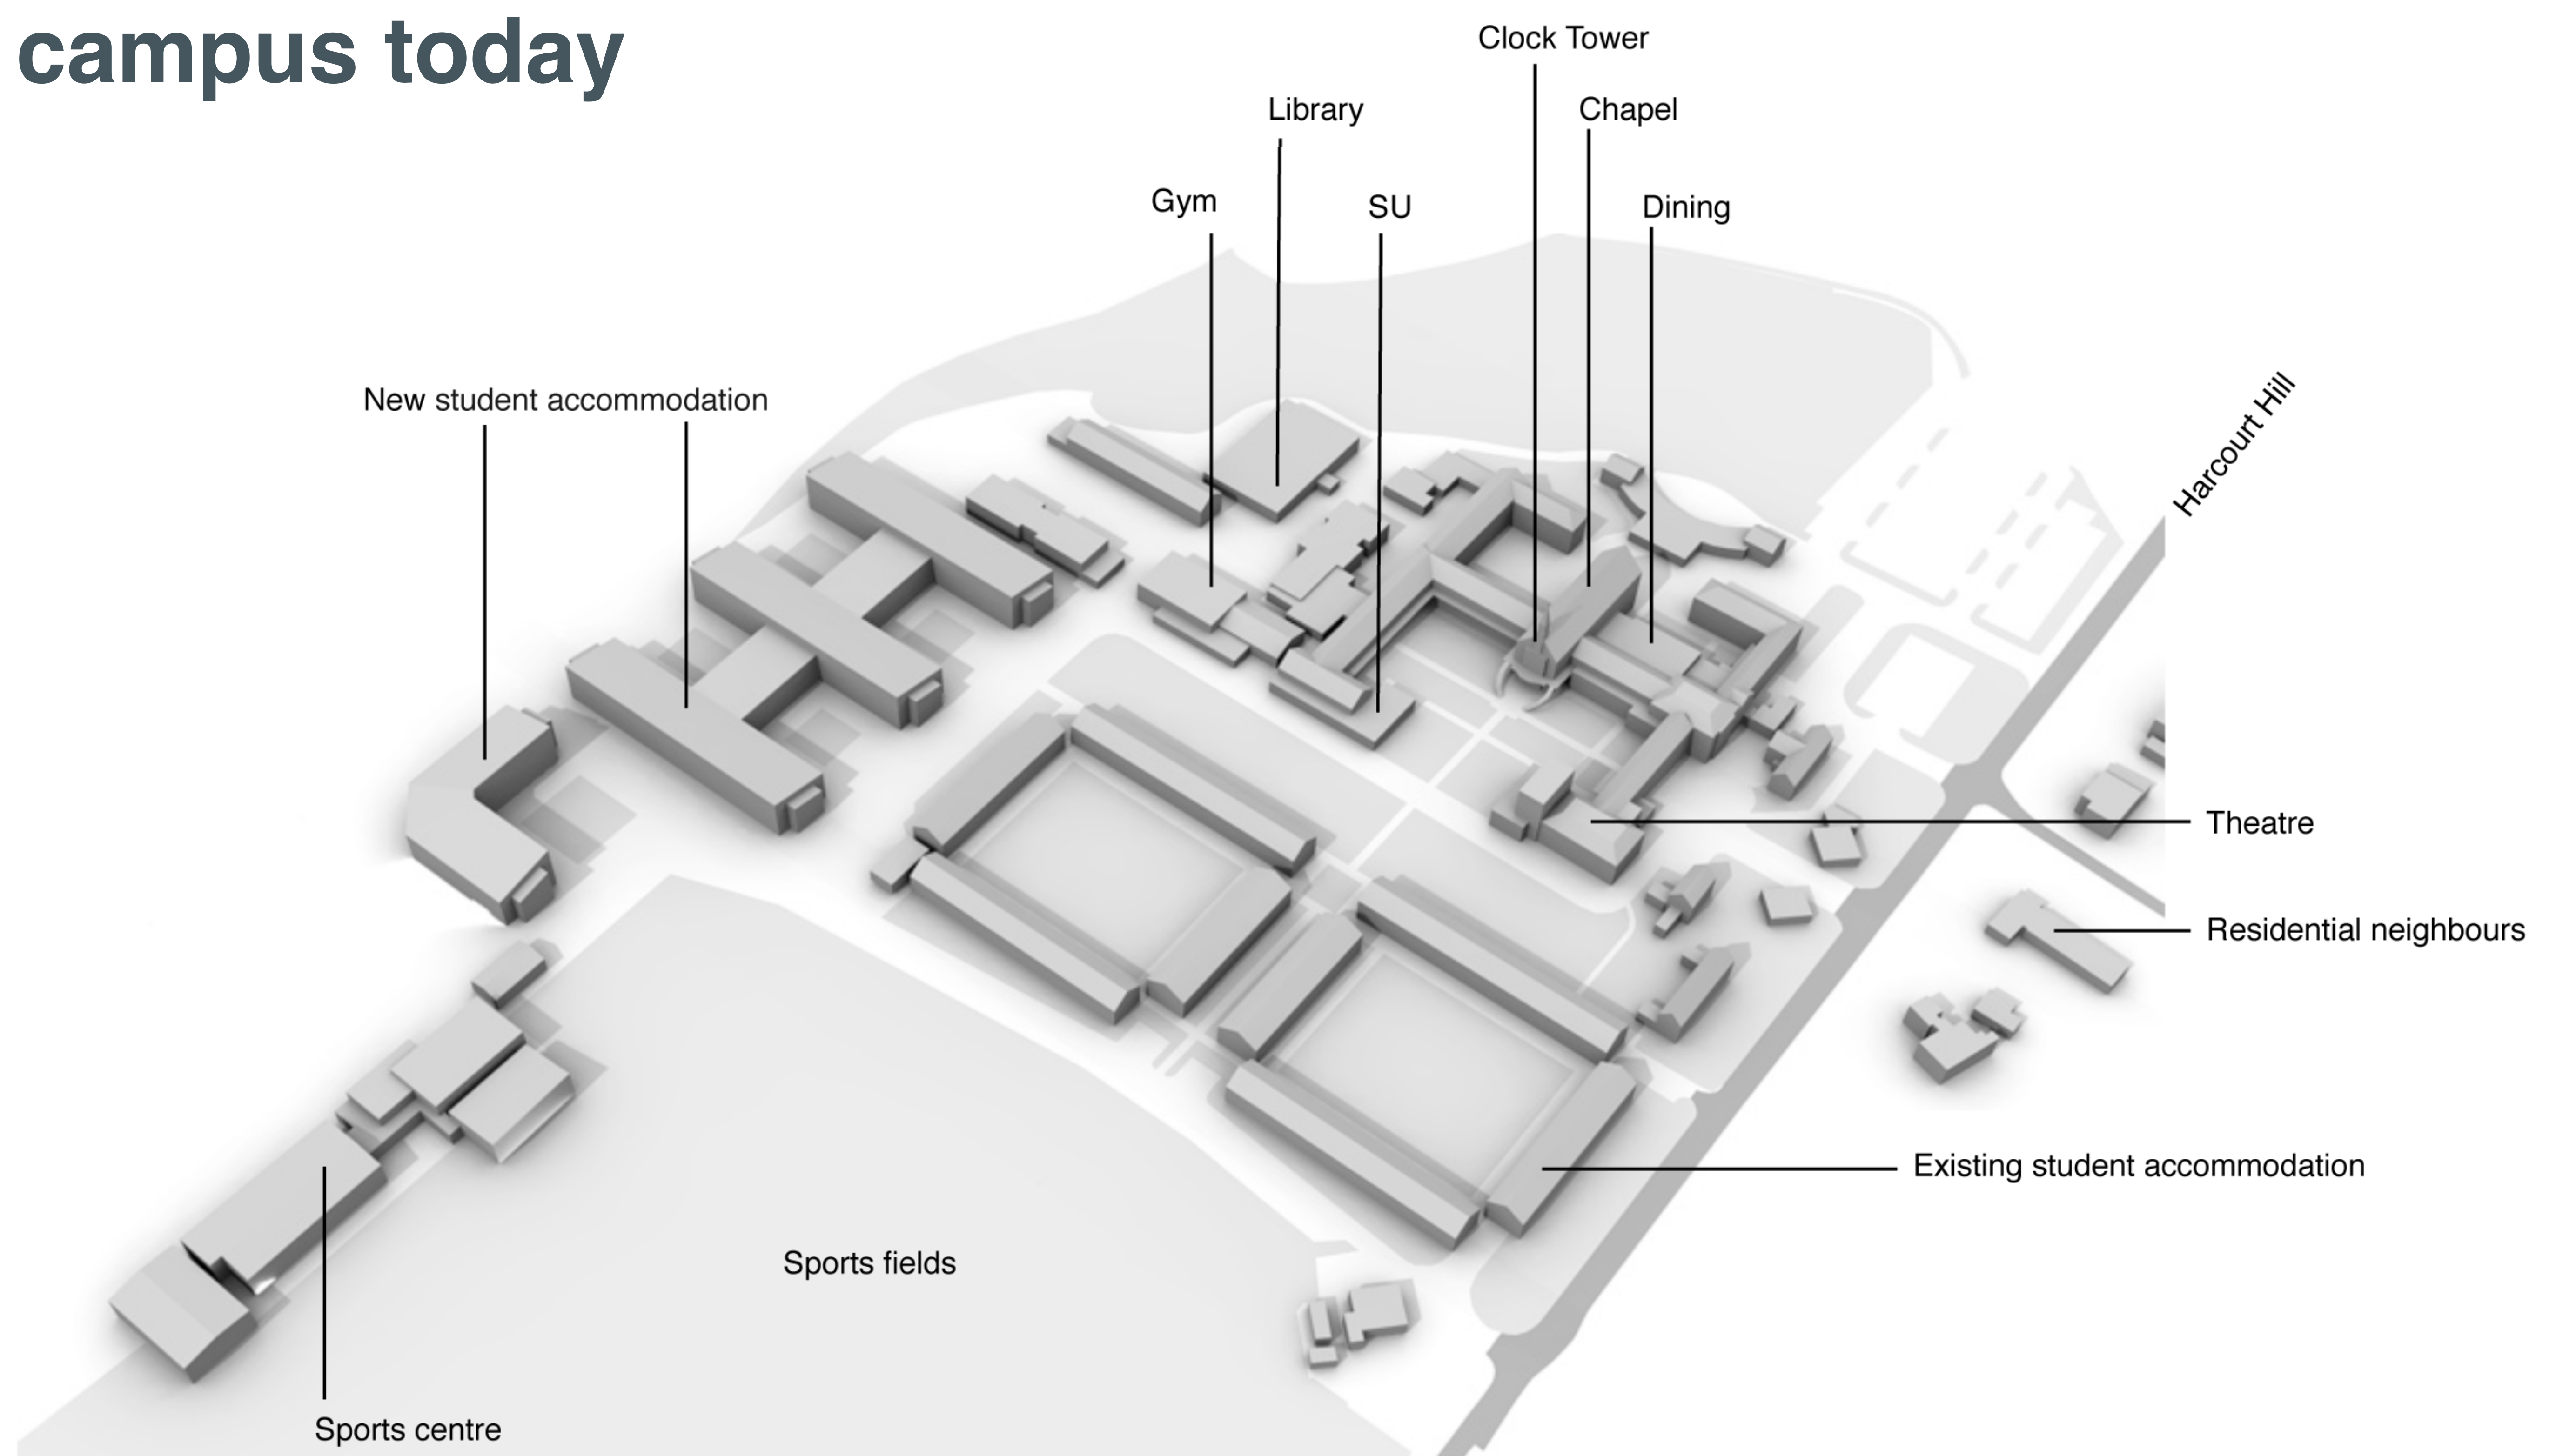 campus today
Clock Tower
Library
Chapel
Gym
SU
Dining
New student accommodation
Harcourt Hill
Theatre
Residential neighbours
Existing student accommodation
Sports fields
Sports centre